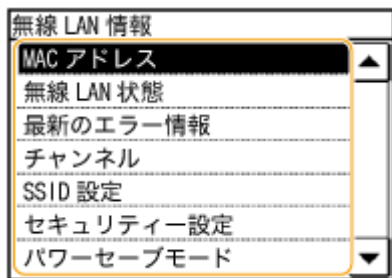 無線 LAN 情報
MAC アドレス
無線 LAN 状態
最新のエラー情報
チャンネル
SSID 設定
セキュリティー設定
パワーセーブモード